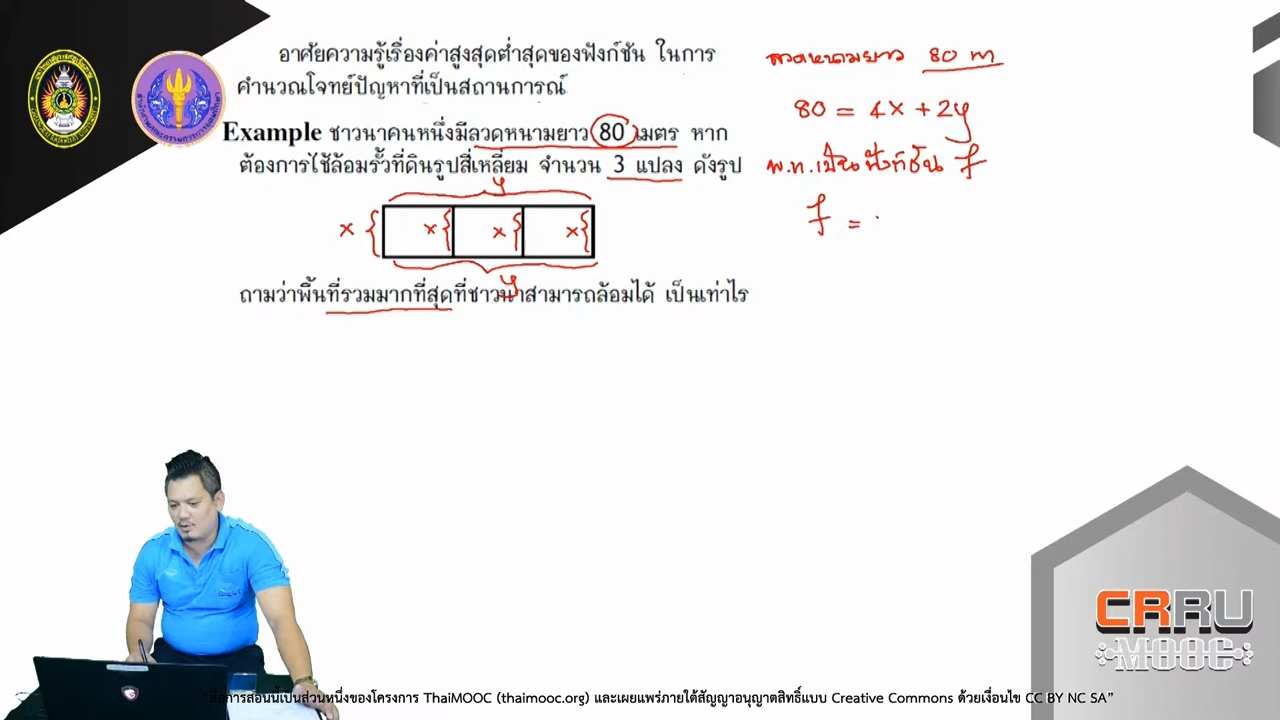 อาศัยความรู้เรื่องค่าสูงสุดต่ำสุดของฟังก์ชัน ในการ
คำนวณโจทย์ปัญหาที่เป็นสถานการณ์
Example ชาวนาคนหนึ่งมีลวดหนามยาว 80 เมตร หาก
ต้องการใช้ล้อมรั้วที่ดินรูปสี่เหลี่ยม จำนวน 3 แปลง ดังรูป
y
x { x { x { x {
y
ถามว่าพื้นที่รวมมากที่สุดที่ชาวนาสามารถล้อมได้ เป็นเท่าไร
ลวดหนามยาว 80 m
80 = 4x + 2y
พ.ท.เป็นฟังก์ชัน f
f =
CRRU
MOOC
“สื่อการสอนนี้เป็นส่วนหนึ่งของโครงการ ThaiMOOC (thaimooc.org) และเผยแพร่ภายใต้สัญญาอนุญาตสิทธิ์แบบ Creative Commons ด้วยเงื่อนไข CC BY NC SA”